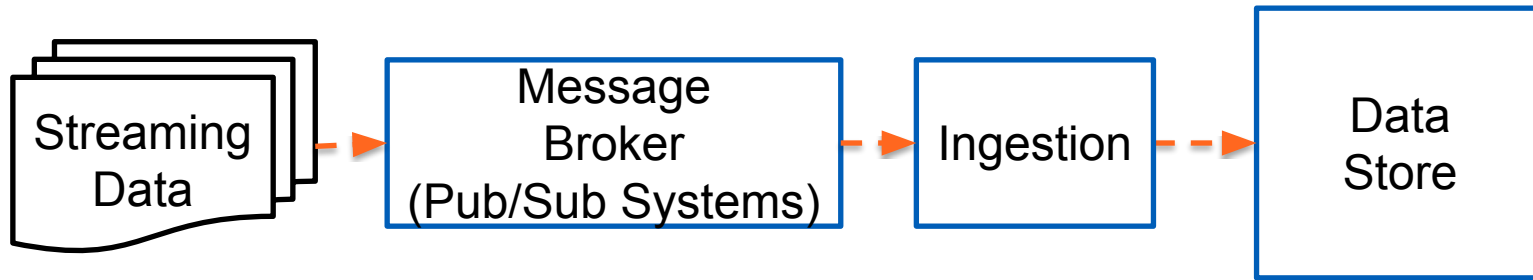 Streaming
Data
Message
Broker
(Pub/Sub Systems)
Ingestion
Data
Store